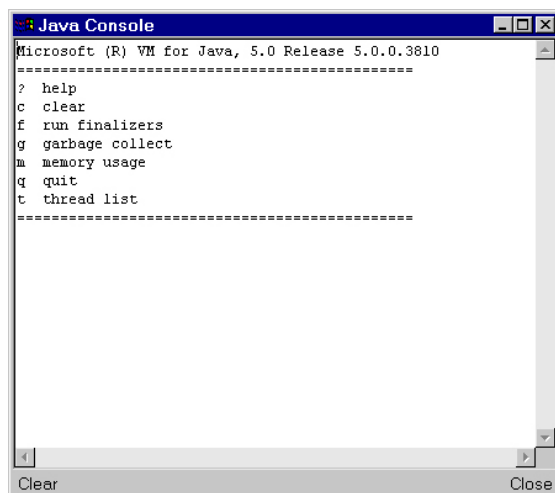 Java Console
Microsoft (R) VM for Java, 5.0 Release 5.0.0.3810
==============================================
?  help
c  clear
f  run finalizers
g  garbage collect
m  memory usage
q  quit
t  thread list
==============================================
Clear
Close